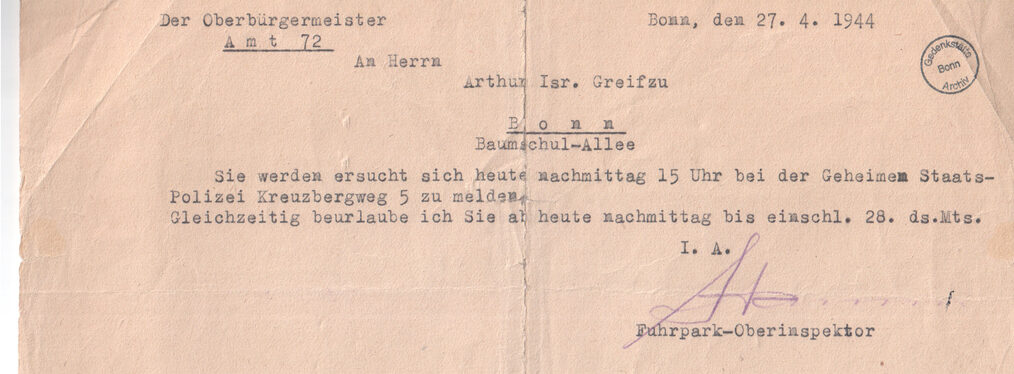 Der Oberbürgermeister
Amt 72
Bonn, den 27. 4. 1944
An Herrn
Arthur Isr. Greifzu
Bonn
Baumschul-Allee
Gedenkstätte
Bonn
Archiv
Sie werden ersucht sich heute nachmittag 15 Uhr bei der Geheimen Staats-
Polizei Kreuzbergweg 5 zu melden.
Gleichzeitig beurlaube ich Sie ab heute nachmittag bis einschl. 28. ds.Mts.
I. A.
Fuhrpark-Oberinspektor